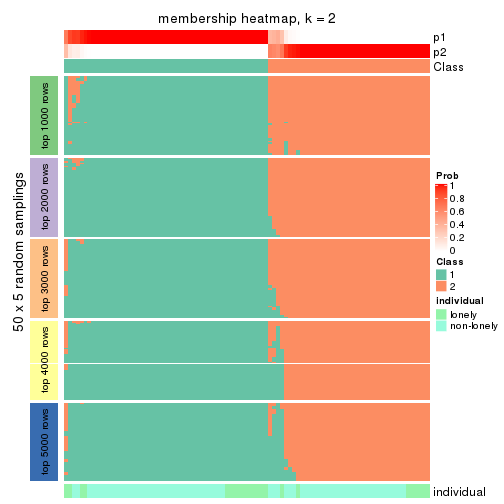 membership heatmap, k = 2
p1
p2
Class
50 x 5 random samplings
top 1000 rows
top 2000 rows
top 3000 rows
top 4000 rows
top 5000 rows
Prob
1
0.8
0.6
0.4
0.2
0
Class
1
2
individual
lonely
non-lonely
individual